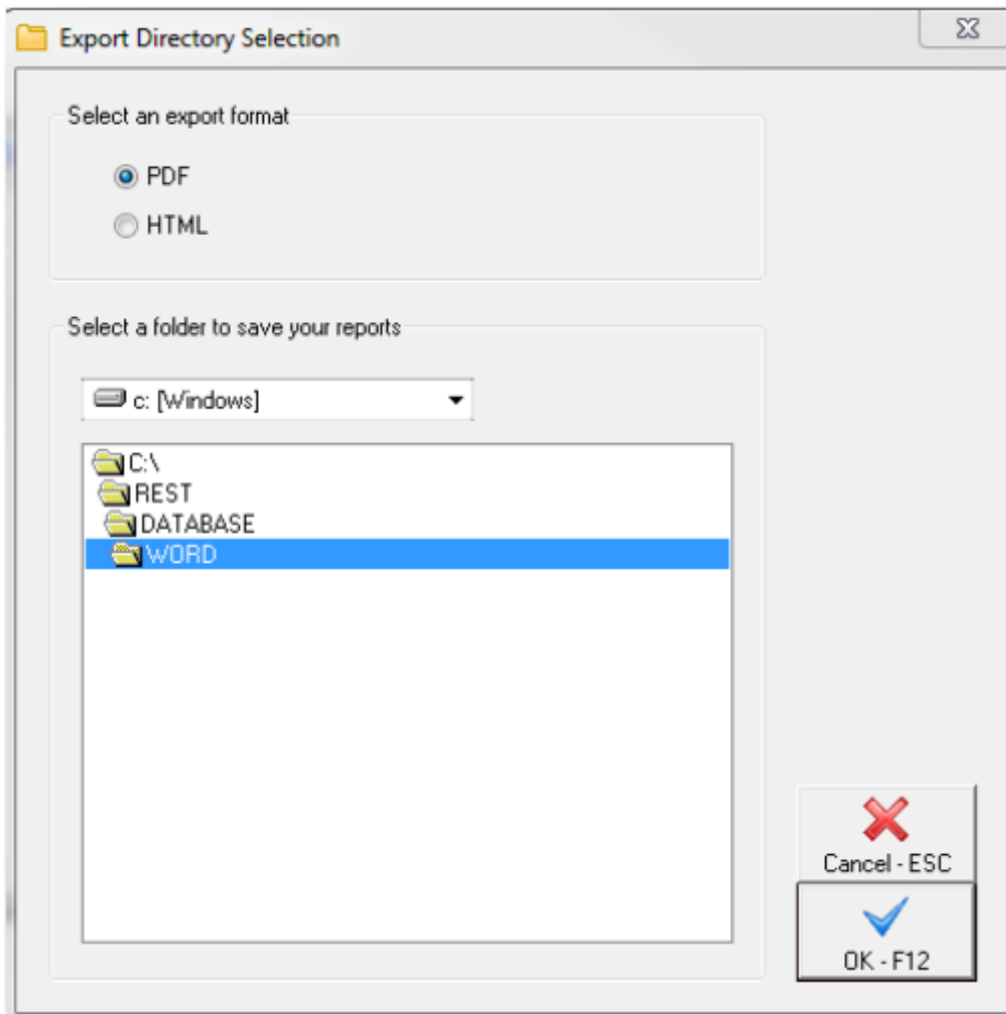 Export Directory Selection
Select an export format
PDF
HTML
Select a folder to save your reports
c: [Windows]
C:\
REST
DATABASE
WORD
Cancel - ESC
OK - F12